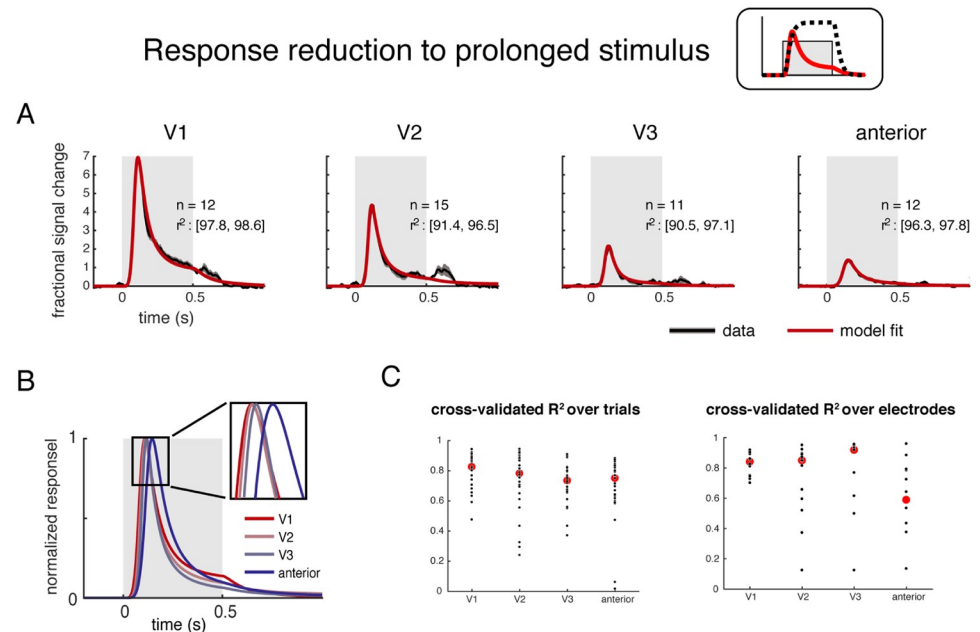 Response reduction to prolonged stimulus
A
V1
V2
V3
anterior
fractional signal change
7
6
5
4
3
2
1
0
n = 12
r² : [97.8, 98.6]
n = 15
r² : [91.4, 96.5]
n = 11
r² : [90.5, 97.1]
n = 12
r² : [96.3, 97.8]
0
0.5
0
0.5
0
0.5
0
0.5
time (s)
data
model fit
B
normalized responsel
1
0
V1
V2
V3
anterior
0
0.5
time (s)
C
cross-validated R² over trials
1
0.8
0.6
0.4
0.2
0
V1
V2
V3
anterior
cross-validated R² over electrodes
1
0.8
0.6
0.4
0.2
0
V1
V2
V3
anterior